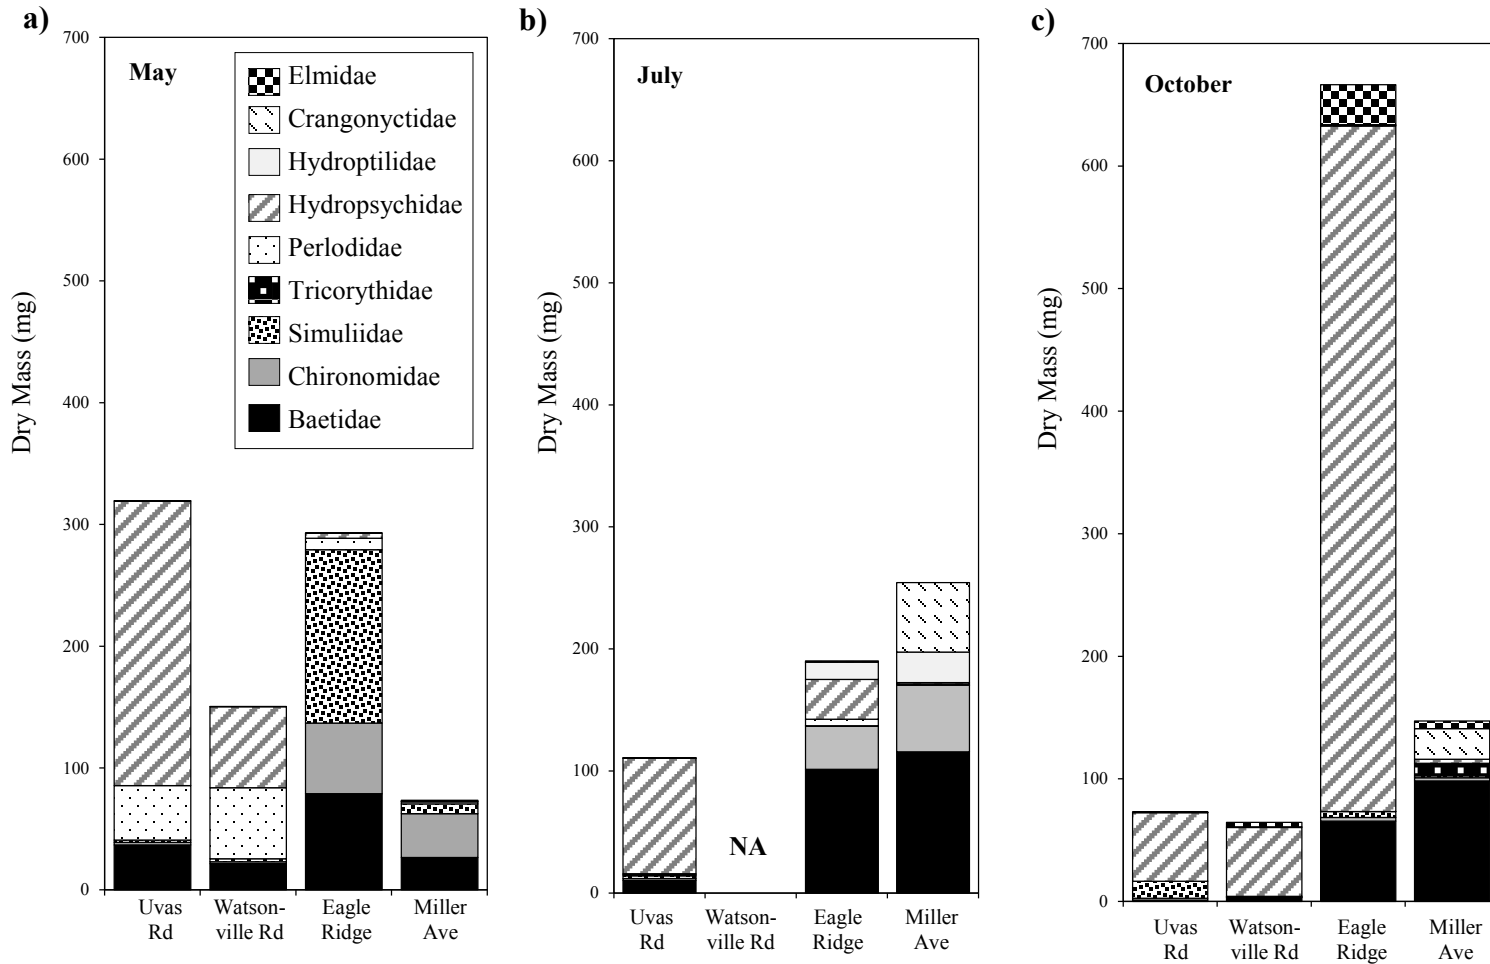 a)
May
Elmidae
Crangonyctidae
Hydroptilidae
Hydropsychidae
Perlodidae
Tricorythidae
Simuliidae
Chironomidae
Baetidae
Dry Mass (mg)
700
600
500
400
300
200
100
0
Uvas
Rd
Watson-
ville Rd
Eagle
Ridge
Miller
Ave
b)
July
Dry Mass (mg)
700
600
500
400
300
200
100
0
NA
Uvas
Rd
Watson-
ville Rd
Eagle
Ridge
Miller
Ave
c)
October
Dry Mass (mg)
700
600
500
400
300
200
100
0
Uvas
Rd
Watson-
ville Rd
Eagle
Ridge
Miller
Ave